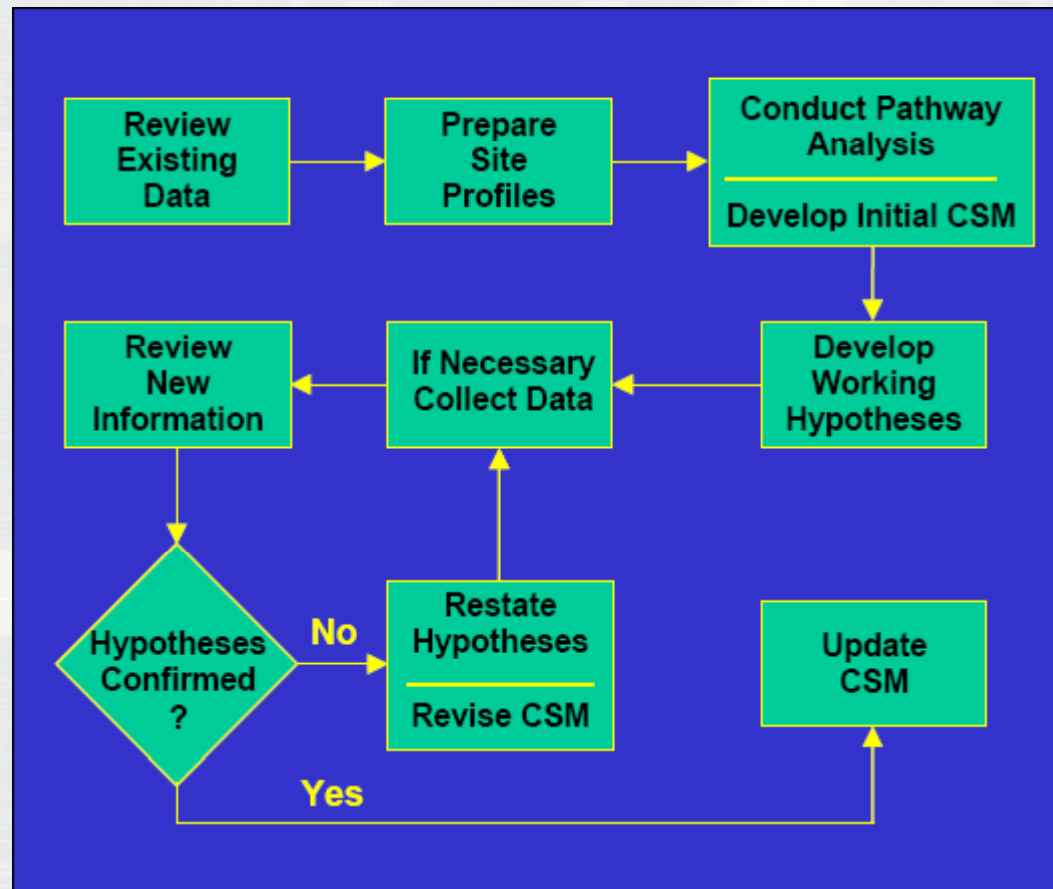 Review
Existing
Data
Prepare
Site
Profiles
Conduct Pathway
Analysis
Develop Initial CSM
Develop
Working
Hypotheses
If Necessary
Collect Data
Review
New
Information
Hypotheses
Confirmed
?
No
Restate
Hypotheses
Revise CSM
Yes
Update
CSM